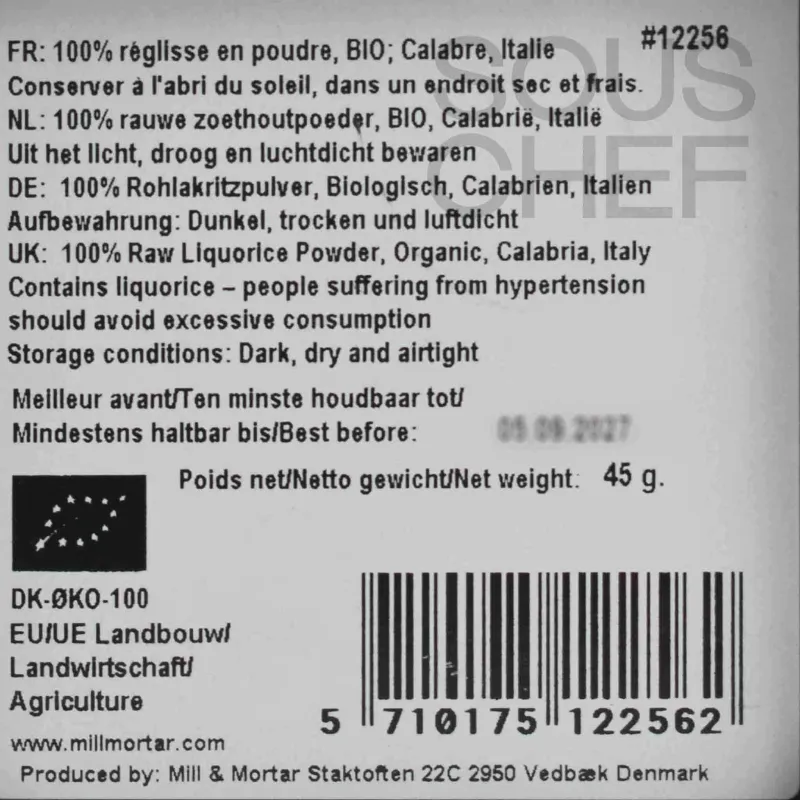 #12256
FR: 100% réglisse en poudre, BIO; Calabre, Italie
Conserver à l'abri du soleil, dans un endroit sec et frais.
NL: 100% rauwe zoethoutpoeder, BIO, Calabrië, Italië
Uit het licht, droog en luchtdicht bewaren
DE: 100% Rohlakritzpulver, Biologisch, Calabrien, Italien
Aufbewahrung: Dunkel, trocken und luftdicht
UK: 100% Raw Liquorice Powder, Organic, Calabria, Italy
Contains liquorice – people suffering from hypertension
should avoid excessive consumption
Storage conditions: Dark, dry and airtight
Meilleur avant/Ten minste houdbaar tot/
Mindestens haltbar bis/Best before:
Poids net/Netto gewicht/Net weight: 45 g.
DK-ØKO-100
EU/UE Landbouw/
Landwirtschaft/
Agriculture
www.millmortar.com
5 710175 122562
Produced by: Mill & Mortar Staktoften 22C 2950 Vedbæk Denmark
SOUS
CHEF